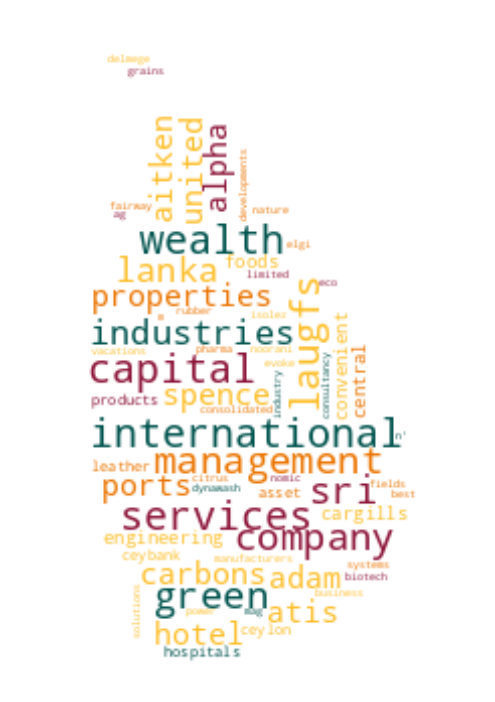 delmege
grains
aitken
united
alpha
developments
fairway
ag
nature
wealth
elgi
lanka
foods
limited
eco
laugfs
properties
rubber
isolez
industries
convenient
central
vacations
pharma
noorani
capital
evoke
consultancy
industry
products
spence
consolidated
international
n'
leather
management
ports
citrus
nomic
fields
dynawash
asset
sri
best
services
cargills
company
engineering
ceybank
manufacturers
systems
carbons
adam
biotech
green
business
solutions
power
mag
atis
hotel
ceylon
hospitals